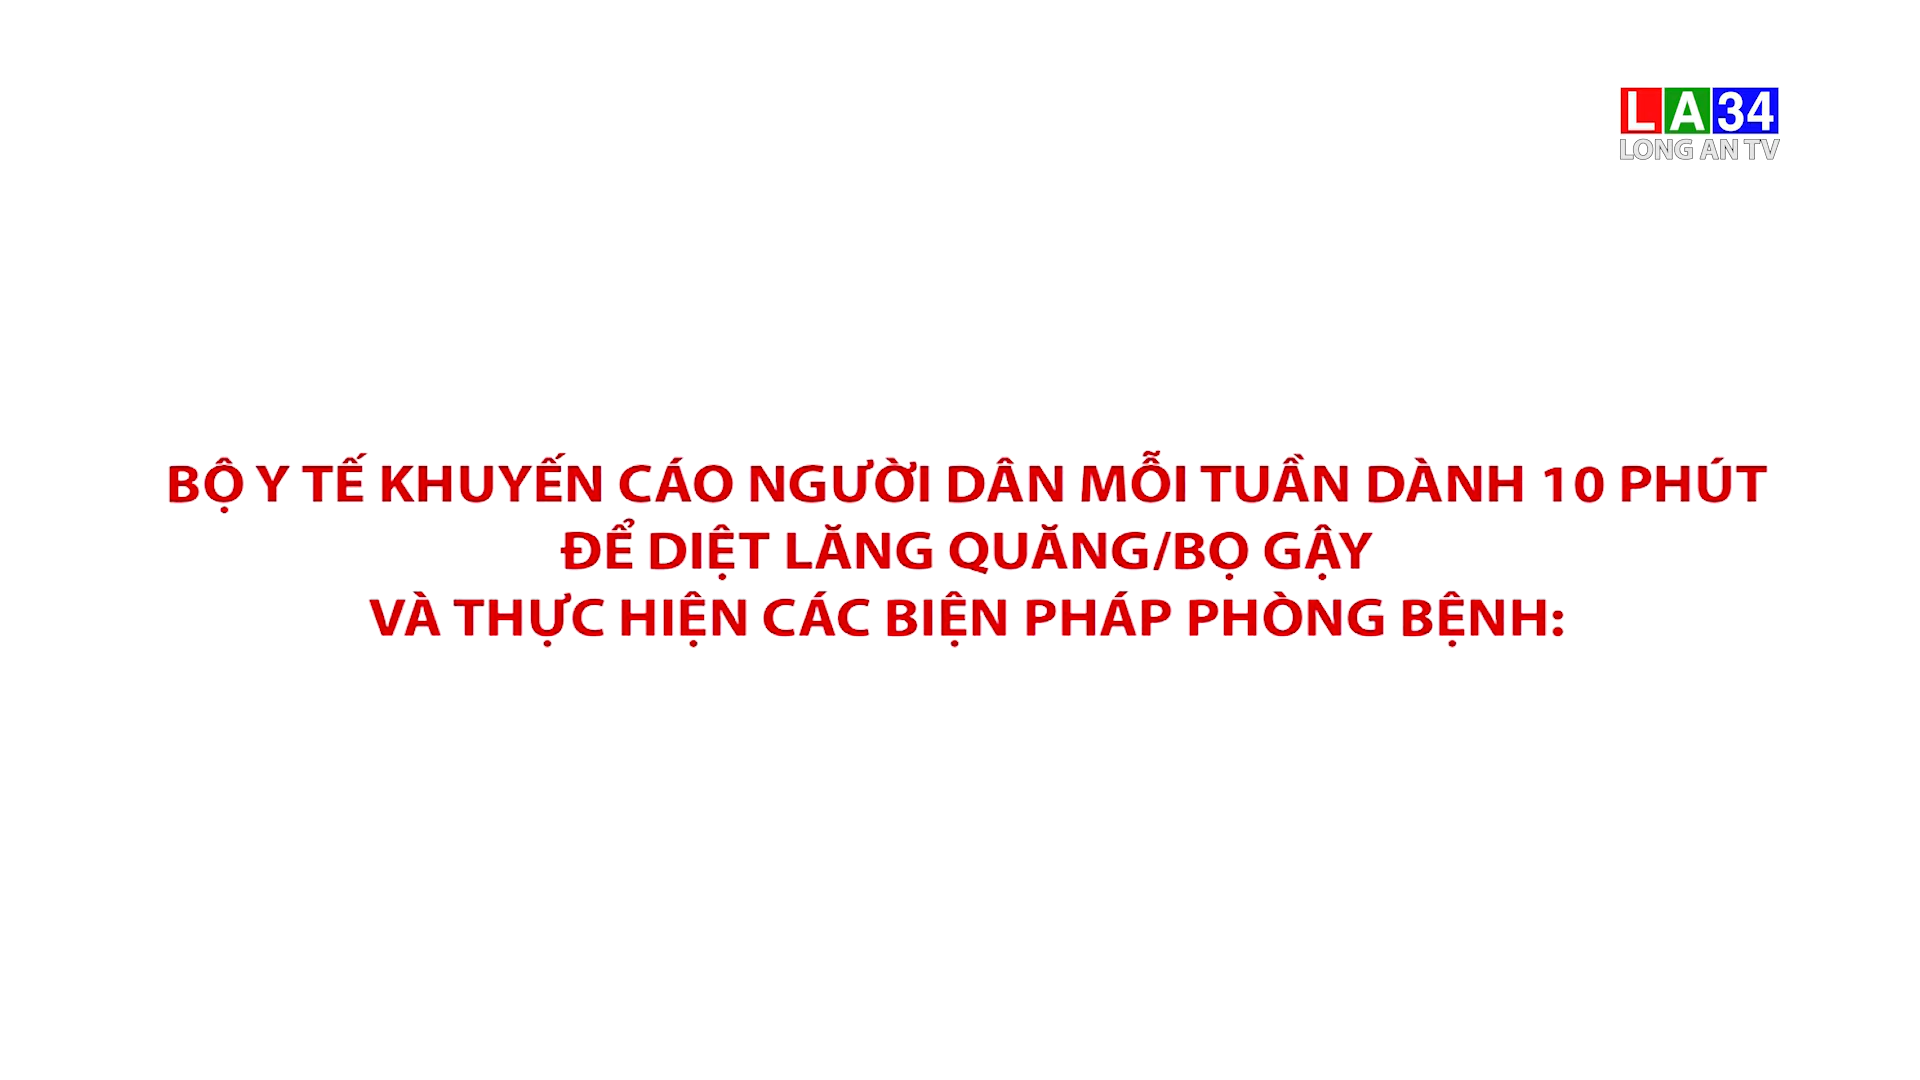 LA34
LONG AN TV
BỘ Y TẾ KHUYẾN CÁO NGƯỜI DÂN MỖI TUẦN DÀNH 10 PHÚT
ĐỂ DIỆT LĂNG QUĂNG/BỌ GẬY
VÀ THỰC HIỆN CÁC BIỆN PHÁP PHÒNG BỆNH: